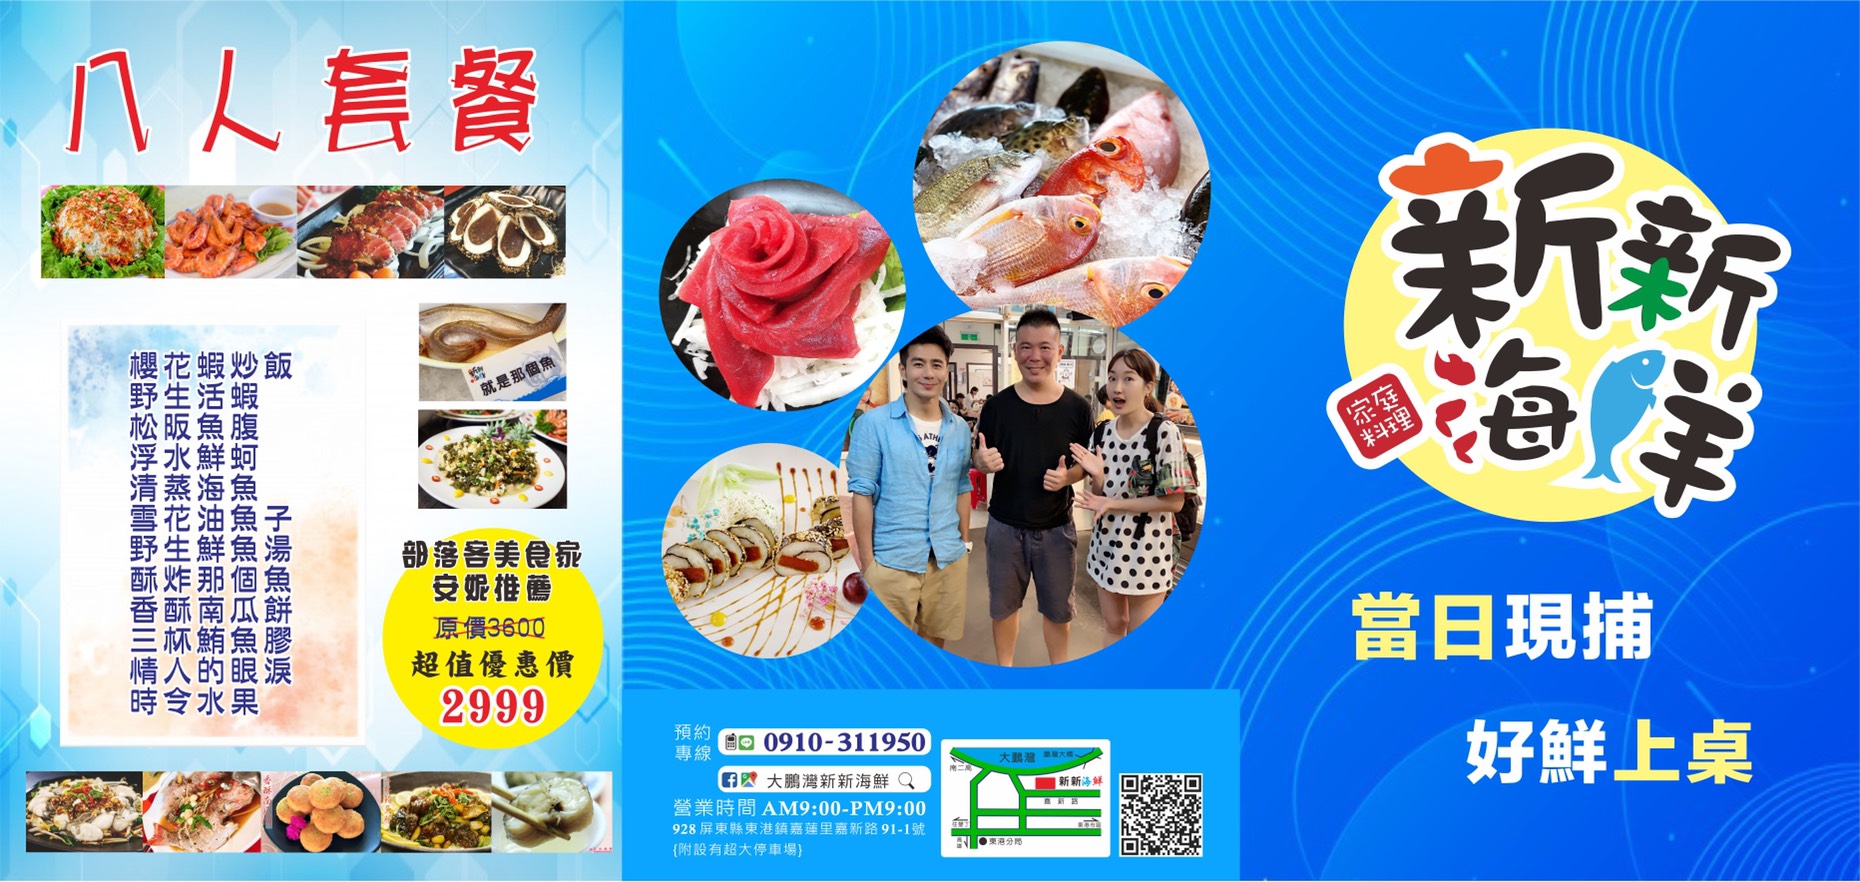 八人套餐
櫻花蝦炒飯
野生活蝦
松阪魚腹
浮水鮮蚵
清蒸海魚
雪花油魚子
野生鮮魚湯
酥炸那個魚
香酥南瓜餅
三杯鮪魚膠
情人的眼淚
時令水果
就是那個魚
部落客美食家
安妮推薦
原價3600
超值優惠價
2999
預約
專線
0910-311950
大鵬灣新新海鮮
營業時間 AM9:00-PM9:00
928 屏東縣東港鎮嘉蓮里嘉新路 91-1號
{附設有超大停車場}
大鵬灣
南二高
新新海鮮
嘉新路
東港分局
新新
海鮮
家庭
料理
當日現捕
好鮮上桌